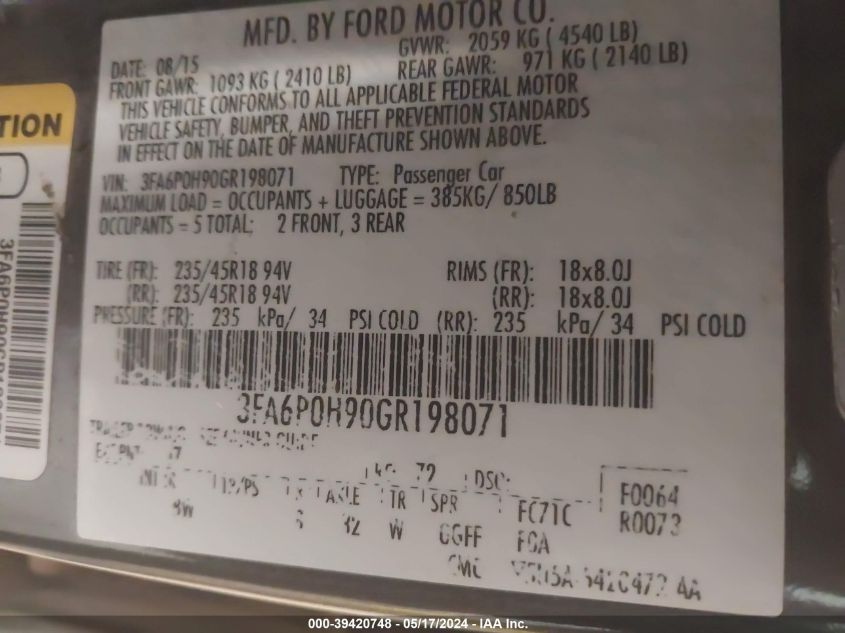 MFD. BY FORD MOTOR CO.
DATE: 08/15
GVWR: 2059 KG ( 4540 LB)
FRONT GAWR: 1093 KG ( 2410 LB)
REAR GAWR: 971 KG ( 2140 LB)
THIS VEHICLE CONFORMS TO ALL APPLICABLE FEDERAL MOTOR
VEHICLE SAFETY, BUMPER, AND THEFT PREVENTION STANDARDS
IN EFFECT ON THE DATE OF MANUFACTURE SHOWN ABOVE.
VIN: 3FA6P0H90GR198071 TYPE: Passenger Car
MAXIMUM LOAD = OCCUPANTS + LUGGAGE = 385KG/ 850LB
OCCUPANTS = 5 TOTAL: 2 FRONT, 3 REAR
TIRE (FR): 235/45R18 94V RIMS (FR): 18x8.0J
(RR): 235/45R18 94V (RR): 18x8.0J
PRESSURE (FR): 235 kPa/ 34 PSI COLD (RR): 235 kPa/ 34 PSI COLD
3FA6P0H90GR198071
72 DSO: F0064
AXLE TR SPR FC71C R0073
32 W GGFF
CMC
TION
000-39420748 - 05/17/2024 - IAA Inc.